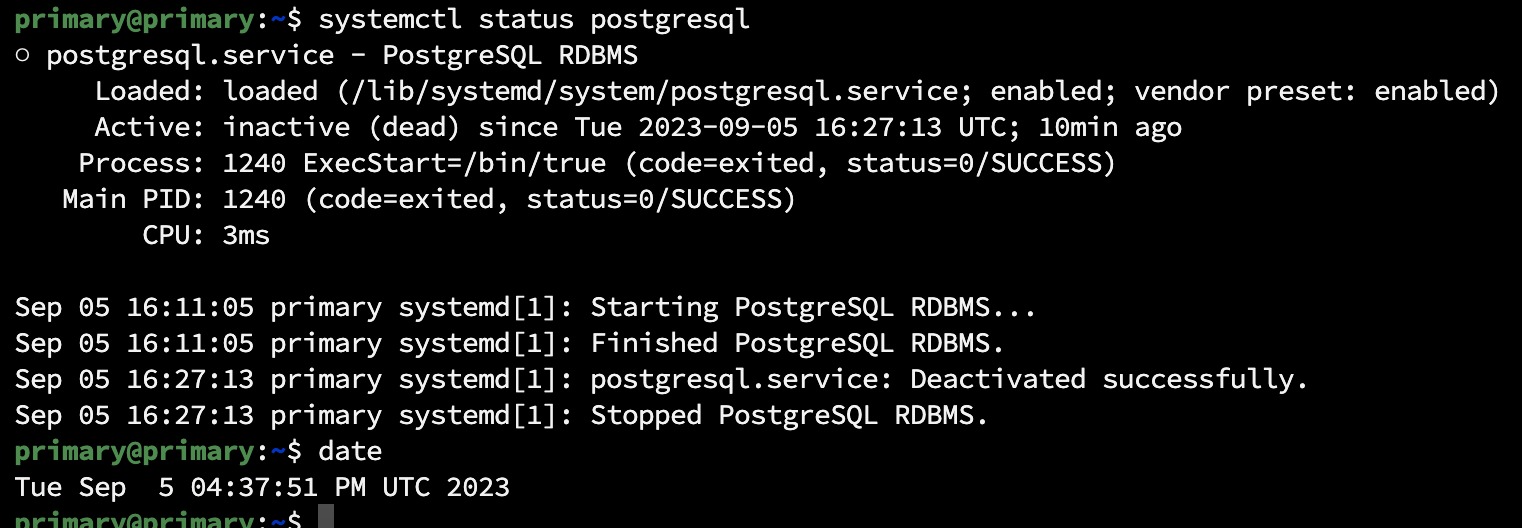 primary@primary:~$ systemctl status postgresql
○ postgresql.service - PostgreSQL RDBMS
Loaded: loaded (/lib/systemd/system/postgresql.service; enabled; vendor preset: enabled)
Active: inactive (dead) since Tue 2023-09-05 16:27:13 UTC; 10min ago
Process: 1240 ExecStart=/bin/true (code=exited, status=0/SUCCESS)
Main PID: 1240 (code=exited, status=0/SUCCESS)
CPU: 3ms
Sep 05 16:11:05 primary systemd[1]: Starting PostgreSQL RDBMS...
Sep 05 16:11:05 primary systemd[1]: Finished PostgreSQL RDBMS.
Sep 05 16:27:13 primary systemd[1]: postgresql.service: Deactivated successfully.
Sep 05 16:27:13 primary systemd[1]: Stopped PostgreSQL RDBMS.
primary@primary:~$ date
Tue Sep  5 04:37:51 PM UTC 2023
primary@primary:~$